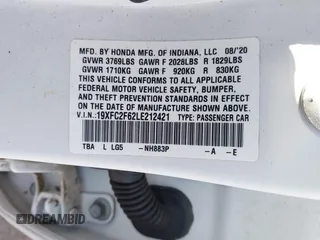 MFD. BY HONDA MFG. OF INDIANA, LLC 08/'20
GVWR 3769LBS GAWR F 2028LBS R 1829LBS
GVWR 1710KG GAWR F 920KG R 830KG
THIS VEHICLE CONFORMS TO ALL APPLICABLE
FEDERAL MOTOR VEHICLE SAFETY, BUMPER,
AND THEFT PREVENTION STANDARDS IN EFFECT
ON THE DATE OF MANUFACTURE SHOWN ABOVE.
V.I.N.: 19XFC2F62LE212421 TYPE: PASSENGER CAR
TBA L LG5 -NH883P -A -E
AUTOBIDMASTER